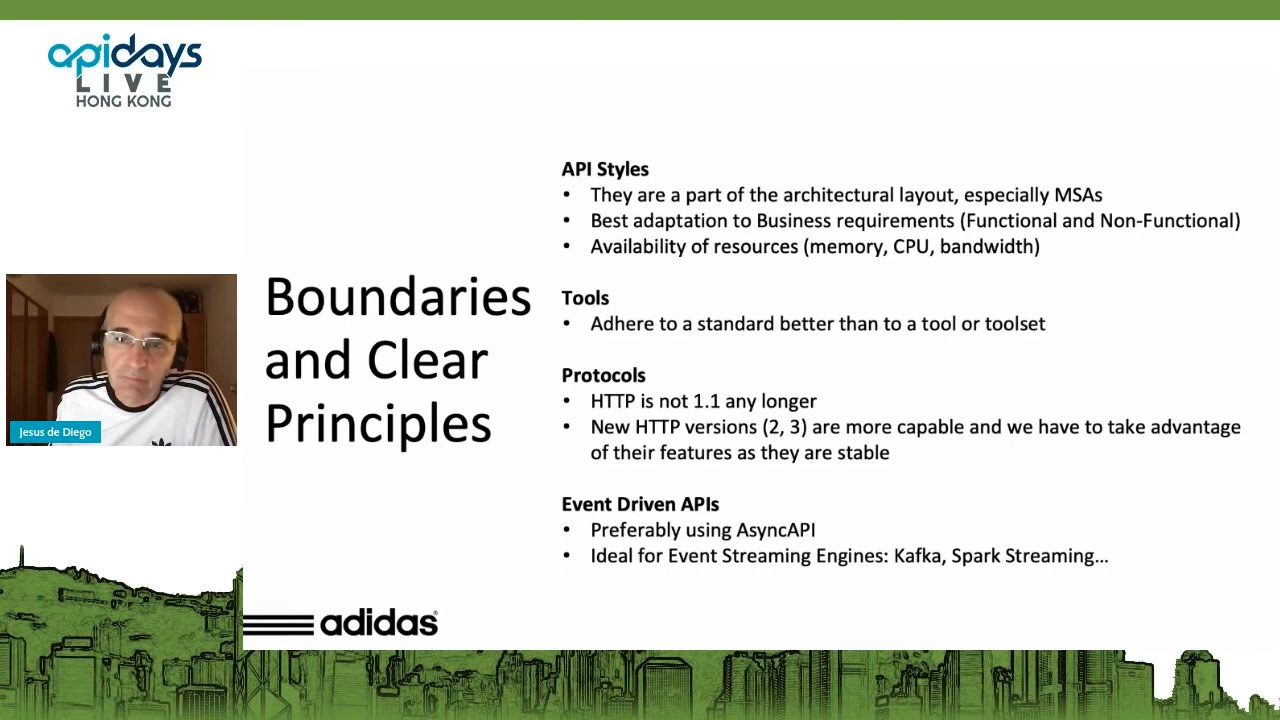 apidays
LIVE
HONG KONG
Boundaries
and Clear
Principles
API Styles
• They are a part of the architectural layout, especially MSAs
• Best adaptation to Business requirements (Functional and Non-Functional)
• Availability of resources (memory, CPU, bandwidth)
Tools
• Adhere to a standard better than to a tool or toolset
Protocols
• HTTP is not 1.1 any longer
• New HTTP versions (2, 3) are more capable and we have to take advantage
of their features as they are stable
Event Driven APIs
• Preferably using AsyncAPI
• Ideal for Event Streaming Engines: Kafka, Spark Streaming…
Jesus de Diego
adidas®